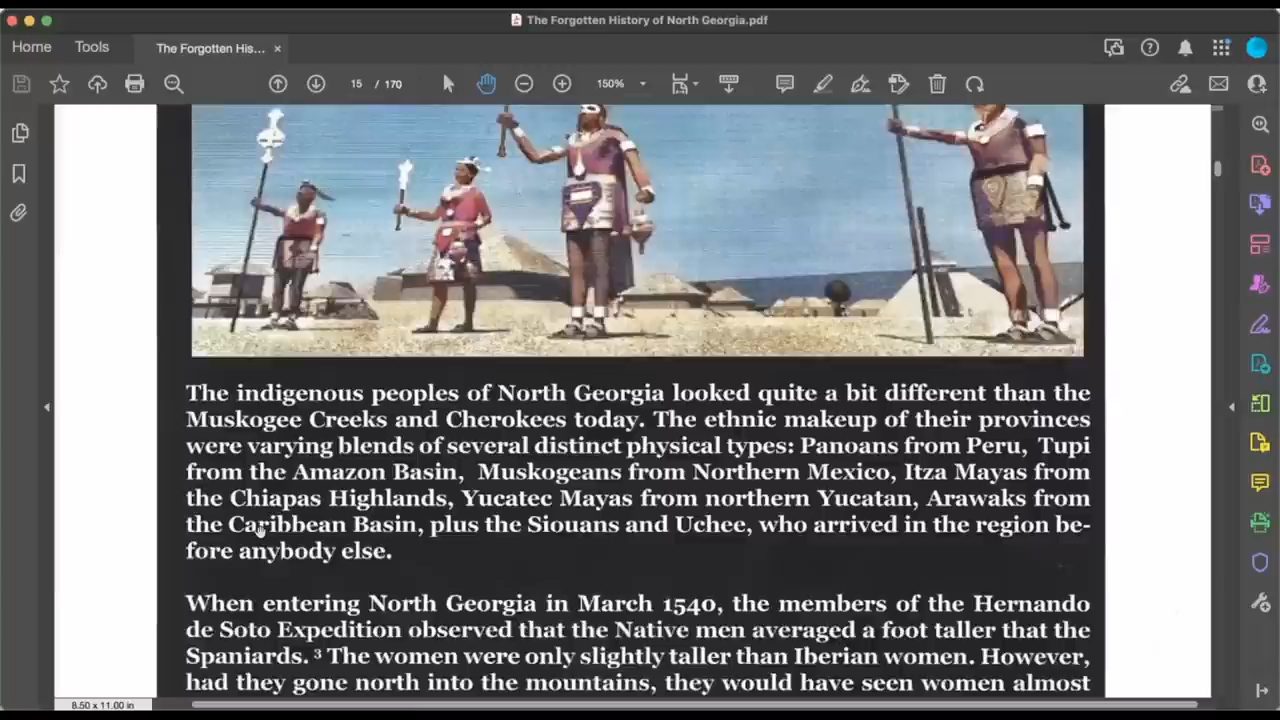 The Forgotten History of North Georgia.pdf
Home
Tools
The Forgotten His... ×
15 / 170
150%
The indigenous peoples of North Georgia looked quite a bit different than the
Muskogee Creeks and Cherokees today. The ethnic makeup of their provinces
were varying blends of several distinct physical types: Panoans from Peru, Tupi
from the Amazon Basin, Muskogeans from Northern Mexico, Itza Mayas from
the Chiapas Highlands, Yucatec Mayas from northern Yucatan, Arawaks from
the Caribbean Basin, plus the Siouans and Uchee, who arrived in the region be-
fore anybody else.
When entering North Georgia in March 1540, the members of the Hernando
de Soto Expedition observed that the Native men averaged a foot taller that the
Spaniards. ³ The women were only slightly taller than Iberian women. However,
had they gone north into the mountains, they would have seen women almost
8.50 x 11.00 in